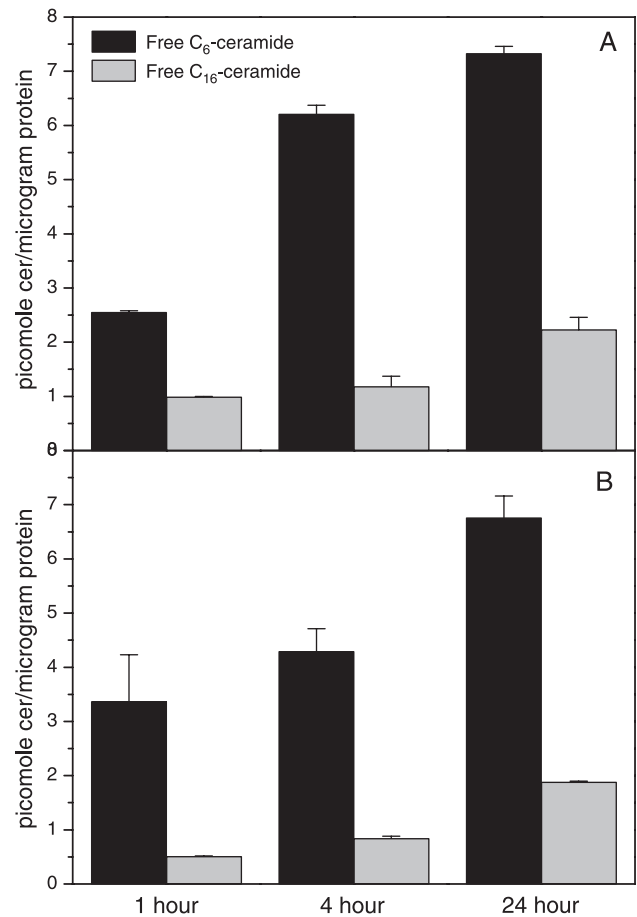 8
Free C₆-ceramide
A
Free C₁₆-ceramide
7
6
5
4
3
2
1
0
picomole cer/microgram protein
8
B
7
6
5
4
3
2
1
0
picomole cer/microgram protein
1 hour 4 hour 24 hour